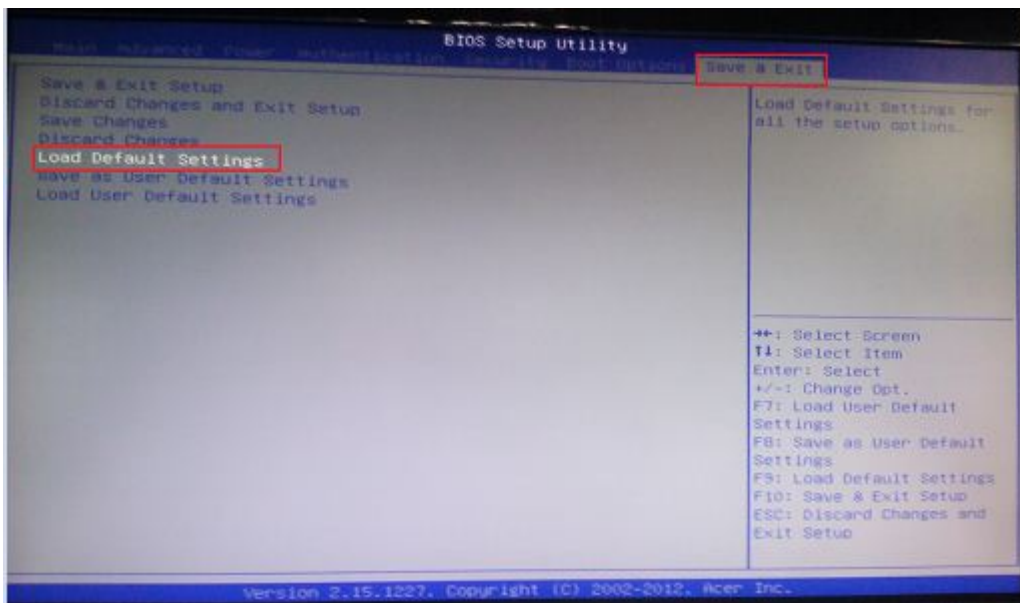 BIOS Setup Utility
Main Advanced Power Authentication Security Boot Options Save & Exit
Save & Exit Setup
Discard Changes and Exit Setup
Save Changes
Discard Changes
Load Default Settings
Save as User Default Settings
Load User Default Settings
Load Default Settings for
all the setup options.
→←: Select Screen
↑↓: Select Item
Enter: Select
+/-: Change Opt.
F7: Load User Default
Settings
F8: Save as User Default
Settings
F9: Load Default Settings
F10: Save & Exit Setup
ESC: Discard Changes and
Exit Setup
Version 2.15.1227. Copyright (C) 2002-2012, Acer Inc.